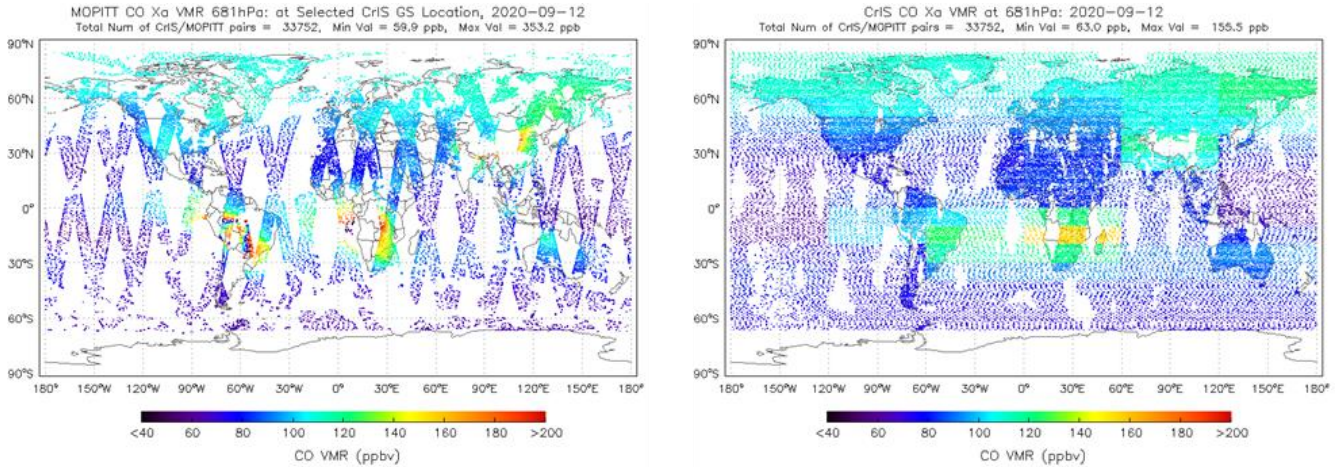 MOPITT CO Xa VMR 681hPa: at Selected CrIS GS Location, 2020-09-12
Total Num of CrIS/MOPITT pairs = 33752, Min Val = 59.9 ppb, Max Val = 353.2 ppb
90°N
60°N
30°N
0°
30°S
60°S
90°S
180° 150°W 120°W 90°W 60°W 30°W 0° 30°E 60°E 90°E 120°E 150°E 180°
<40 60 80 100 120 140 160 180 >200
CO VMR (ppbv)
CrIS CO Xa VMR at 681hPa: 2020-09-12
Total Num of CrIS/MOPITT pairs = 33752, Min Val = 63.0 ppb, Max Val = 155.5 ppb
90°N
60°N
30°N
0°
30°S
60°S
90°S
180° 150°W 120°W 90°W 60°W 30°W 0° 30°E 60°E 90°E 120°E 150°E 180°
<40 60 80 100 120 140 160 180 >200
CO VMR (ppbv)